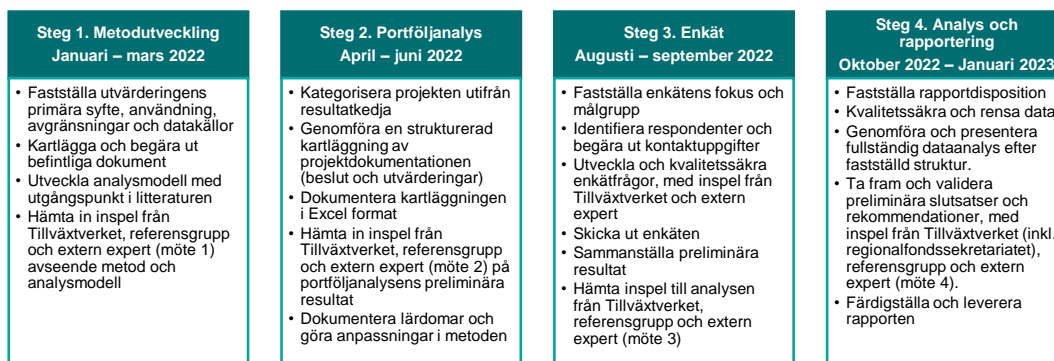 Steg 1. Metodutveckling
Januari – mars 2022
• Fastställa utvärderingens
primära syfte, användning,
avgränsningar och datakällor
• Kartlägga och begära ut
befintliga dokument
• Utveckla analysmodell med
utgångspunkt i litteraturen
• Hämta in inspel från
Tillväxtverket, referensgrupp
och extern expert (möte 1)
avseende metod och
analysmodell
Steg 2. Portföljanalys
April – juni 2022
• Kategorisera projekten utifrån
resultatkedja
• Genomföra en strukturerad
kartläggning av
projektdokumentationen
(beslut och utvärderingar)
• Dokumentera kartläggningen
i Excel format
• Hämta in inspel från
Tillväxtverket, referensgrupp
och extern expert (möte 2) på
portföljanalysens preliminära
resultat
• Dokumentera lärdomar och
göra anpassningar i metoden
Steg 3. Enkät
Augusti – september 2022
• Fastställa enkätens fokus och
målgrupp
• Identifiera respondenter och
begära ut kontaktuppgifter
• Utveckla och kvalitetssäkra
enkätfrågor, med inspel från
Tillväxtverket och extern
expert
• Skicka ut enkäten
• Sammanställa preliminära
resultat
• Hämta inspel till analysen
från Tillväxtverket,
referensgrupp och extern
expert (möte 3)
Steg 4. Analys och
rapportering
Oktober 2022 – Januari 2023
• Fastställa rapportdisposition
• Kvalitetssäkra och rensa data
• Genomföra och presentera
fullständig dataanalys efter
fastställd struktur.
• Ta fram och validera
preliminära slutsatser och
rekommendationer, med
inspel från Tillväxtverket (inkl.
regionalfondssekretariatet),
referensgrupp och extern
expert (möte 4).
• Färdigställa och leverera
rapporten